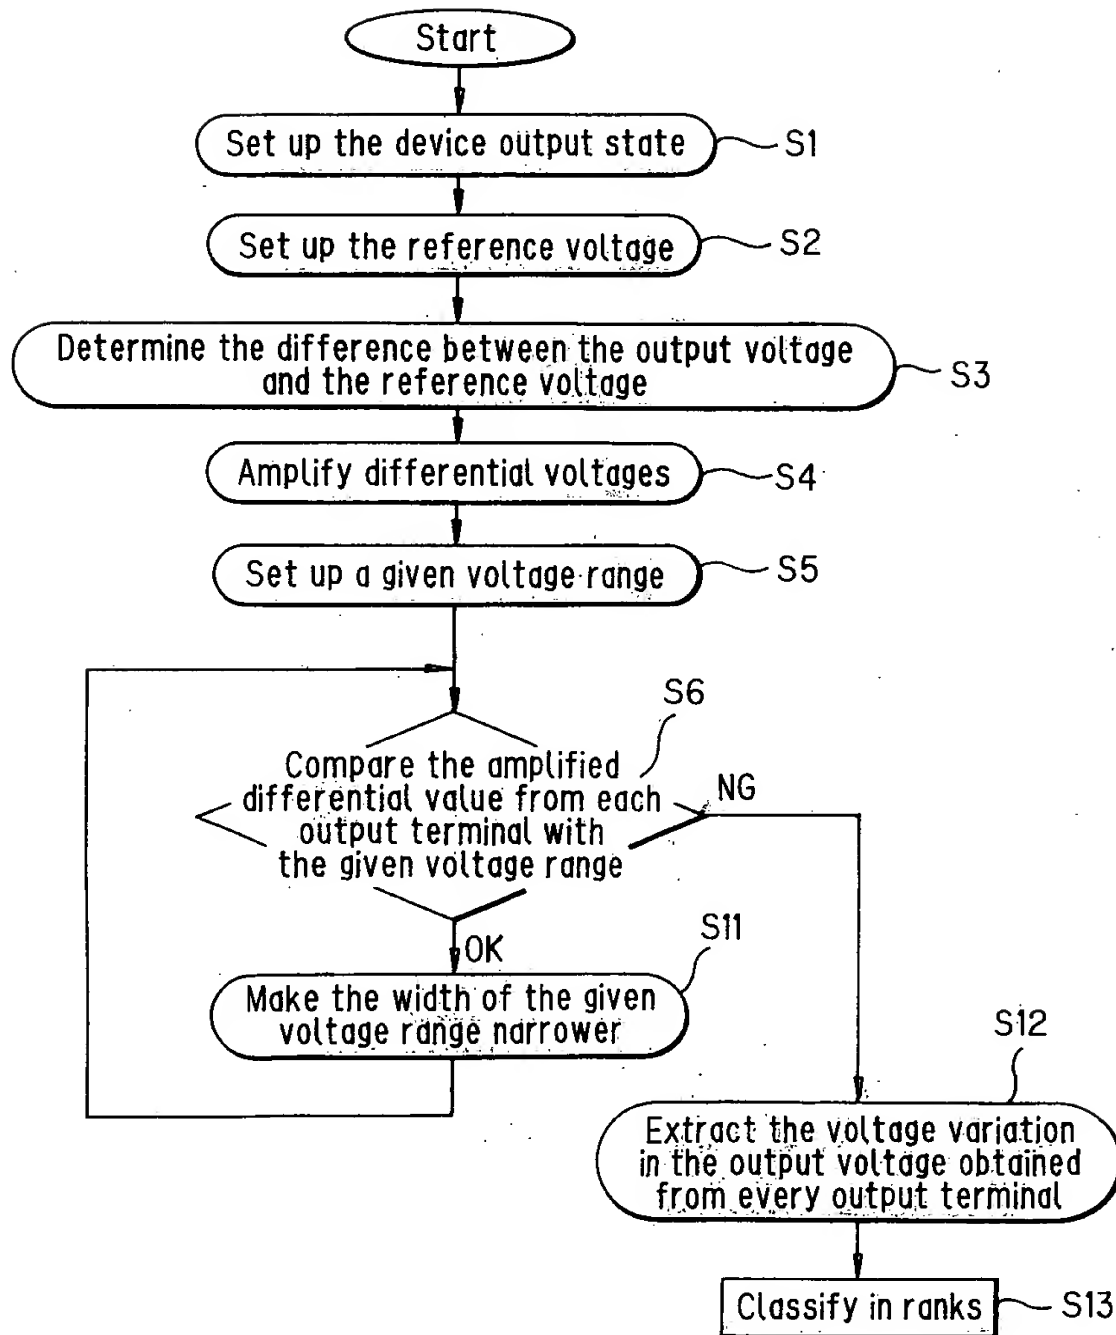 Start
Set up the device output state
S1
Set up the reference voltage
S2
Determine the difference between the output voltage
and the reference voltage
S3
Amplify differential voltages
S4
Set up a given voltage range
S5
S6
Compare the amplified
differential value from each
output terminal with
the given voltage range
NG
OK
S11
Make the width of the given
voltage range narrower
S12
Extract the voltage variation
in the output voltage obtained
from every output terminal
Classify in ranks
S13